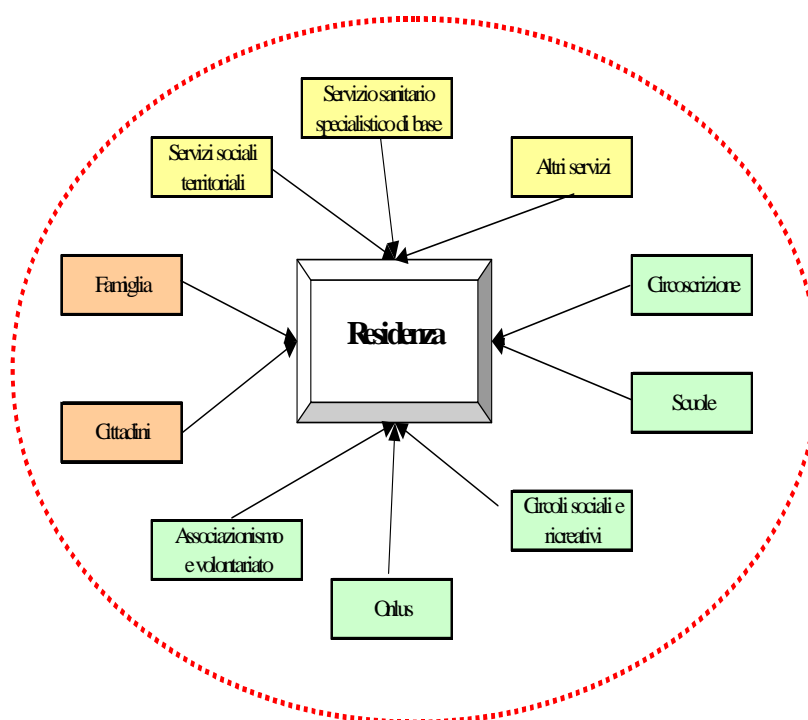 Servizio sanitario
specialistico di base
Servizi sociali
territoriali
Altri servizi
Famiglia
Circoscrizione
Residenza
Cittadini
Scuole
Associazionismo
e volontariato
Circoli sociali e
ricreativi
Onlus